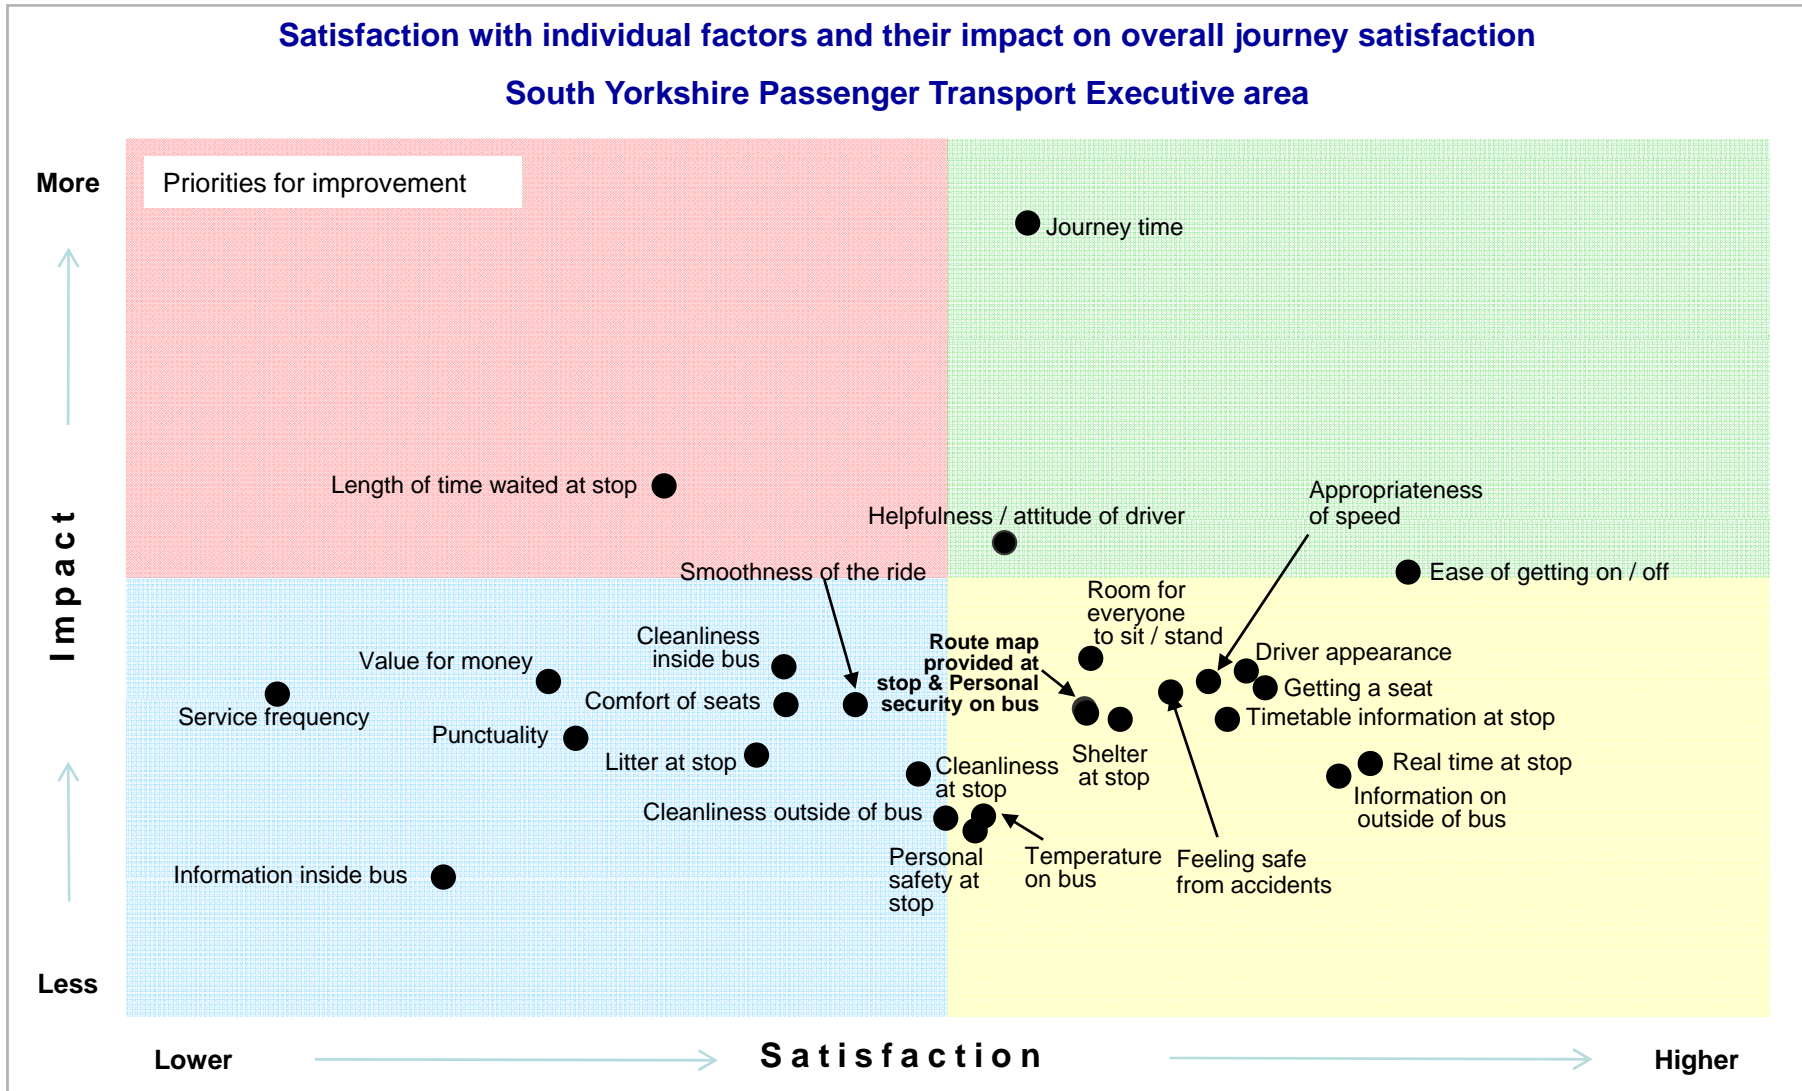 Satisfaction with individual factors and their impact on overall journey satisfaction
South Yorkshire Passenger Transport Executive area
More
Priorities for improvement
Journey time
Length of time waited at stop
Appropriateness
of speed
Helpfulness / attitude of driver
Smoothness of the ride
Ease of getting on / off
Impact
Room for
everyone
to sit / stand
Cleanliness
inside bus
Value for money
Route map
provided at
stop & Personal
security on bus
Driver appearance
Getting a seat
Service frequency
Comfort of seats
Timetable information at stop
Punctuality
Litter at stop
Shelter
at stop
Real time at stop
Cleanliness
at stop
Information on
outside of bus
Cleanliness outside of bus
Information inside bus
Personal
safety at
stop
Temperature
on bus
Feeling safe
from accidents
Less
Lower
Satisfaction
Higher